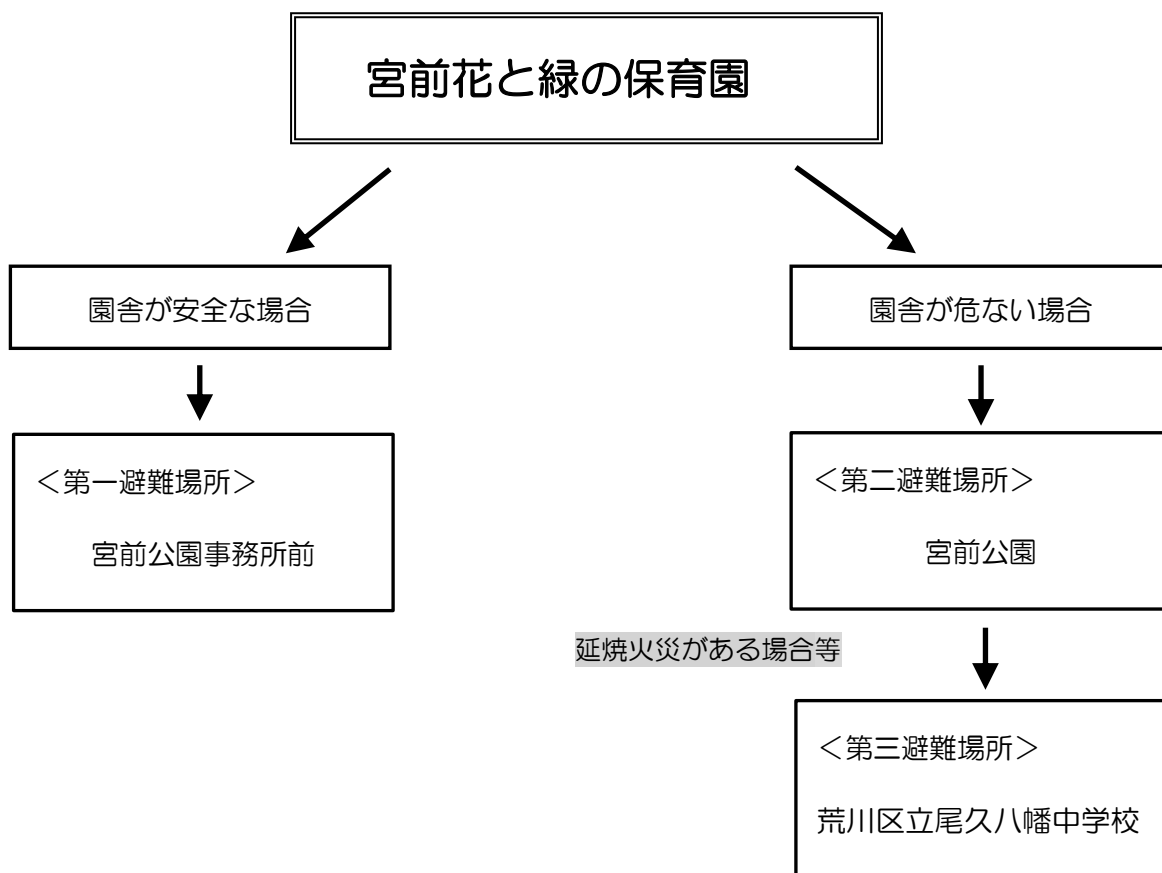 宮前花と緑の保育園
園舎が安全な場合
園舎が危ない場合
＜第一避難場所＞
宮前公園事務所前
＜第二避難場所＞
宮前公園
延焼火災がある場合等
＜第三避難場所＞
荒川区立尾久八幡中学校